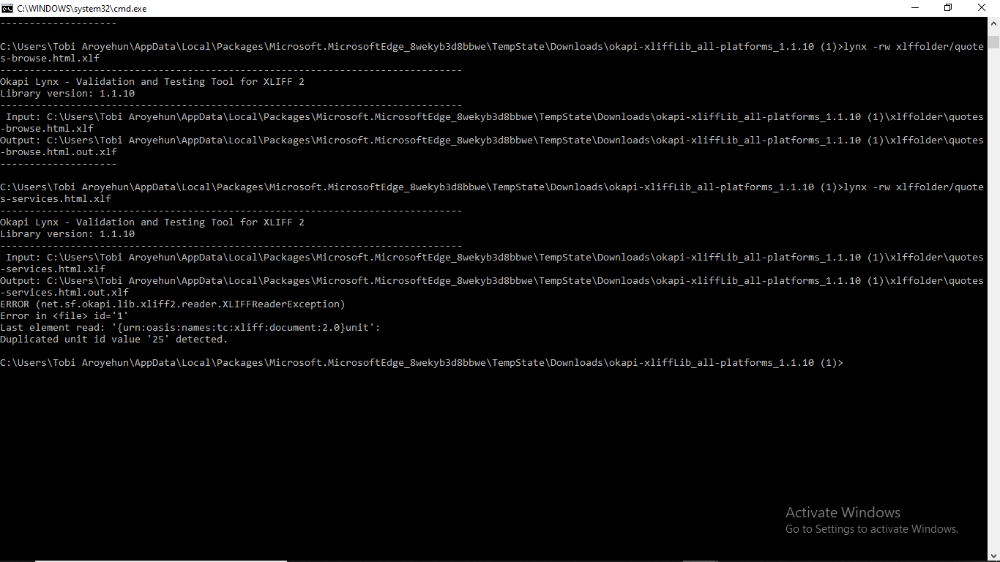 C:\WINDOWS\system32\cmd.exe
--------------------
C:\Users\Tobi Aroyehun\AppData\Local\Packages\Microsoft.MicrosoftEdge_8wekyb3d8bbwe\TempState\Downloads\okapi-xliffLib_all-platforms_1.1.10 (1)>lynx -rw xlffolder/quote
s-browse.html.xlf
-------------------------------------------------------------------------------
Okapi Lynx - Validation and Testing Tool for XLIFF 2
Library version: 1.1.10
-------------------------------------------------------------------------------
Input: C:\Users\Tobi Aroyehun\AppData\Local\Packages\Microsoft.MicrosoftEdge_8wekyb3d8bbwe\TempState\Downloads\okapi-xliffLib_all-platforms_1.1.10 (1)\xlffolder\quotes
-browse.html.xlf
Output: C:\Users\Tobi Aroyehun\AppData\Local\Packages\Microsoft.MicrosoftEdge_8wekyb3d8bbwe\TempState\Downloads\okapi-xliffLib_all-platforms_1.1.10 (1)\xlffolder\quotes
-browse.html.out.xlf
--------------------
C:\Users\Tobi Aroyehun\AppData\Local\Packages\Microsoft.MicrosoftEdge_8wekyb3d8bbwe\TempState\Downloads\okapi-xliffLib_all-platforms_1.1.10 (1)>lynx -rw xlffolder/quote
s-services.html.xlf
-------------------------------------------------------------------------------
Okapi Lynx - Validation and Testing Tool for XLIFF 2
Library version: 1.1.10
-------------------------------------------------------------------------------
Input: C:\Users\Tobi Aroyehun\AppData\Local\Packages\Microsoft.MicrosoftEdge_8wekyb3d8bbwe\TempState\Downloads\okapi-xliffLib_all-platforms_1.1.10 (1)\xlffolder\quotes
-services.html.xlf
Output: C:\Users\Tobi Aroyehun\AppData\Local\Packages\Microsoft.MicrosoftEdge_8wekyb3d8bbwe\TempState\Downloads\okapi-xliffLib_all-platforms_1.1.10 (1)\xlffolder\quotes
-services.html.out.xlf
ERROR (net.sf.okapi.lib.xliff2.reader.XLIFFReaderException)
Error in <file> id='1'
Last element read: '{urn:oasis:names:tc:xliff:document:2.0}unit':
Duplicated unit id value '25' detected.
C:\Users\Tobi Aroyehun\AppData\Local\Packages\Microsoft.MicrosoftEdge_8wekyb3d8bbwe\TempState\Downloads\okapi-xliffLib_all-platforms_1.1.10 (1)>
Activate Windows
Go to Settings to activate Windows.